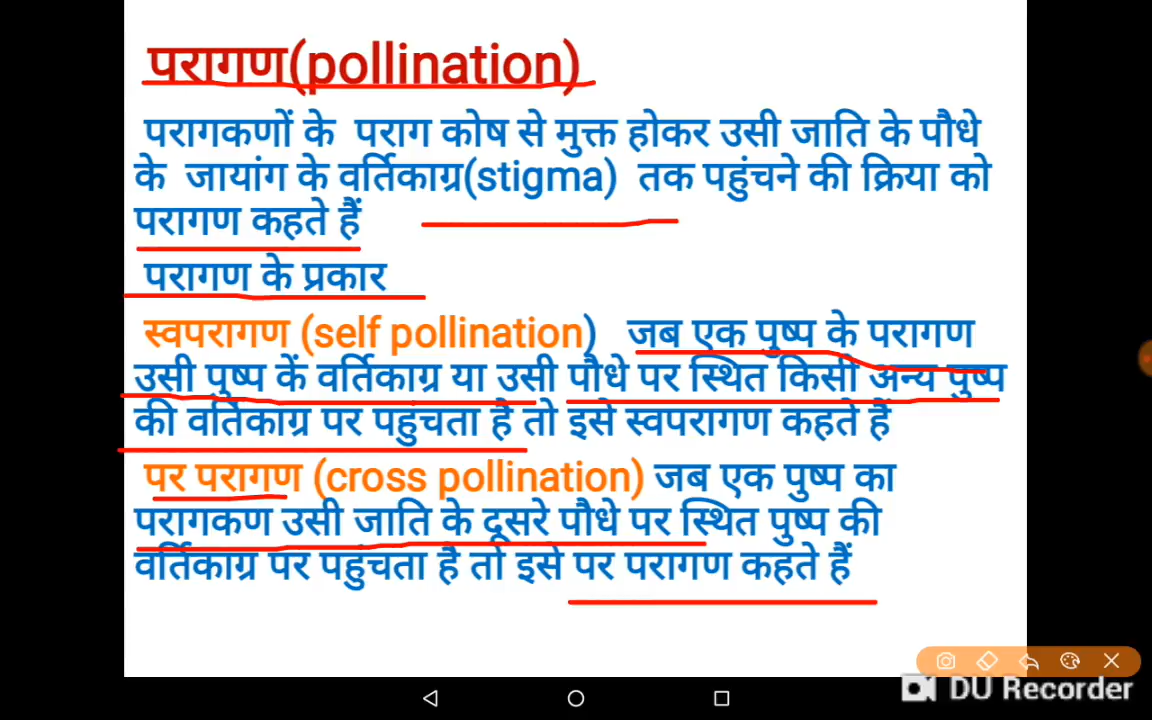 परागण(pollination)
परागकणों के पराग कोष से मुक्त होकर उसी जाति के पौधे
के जायांग के वर्तिकाग्र(stigma) तक पहुंचने की क्रिया को
परागण कहते हैं
परागण के प्रकार
स्वपरागण (self pollination) जब एक पुष्प के परागण
उसी पुष्प कें वर्तिकाग्र या उसी पौधे पर स्थित किसी अन्य पुष्प
की वर्तिकाग्र पर पहुंचता है तो इसे स्वपरागण कहते हैं
पर परागण (cross pollination) जब एक पुष्प का
परागकण उसी जाति के दूसरे पौधे पर स्थित पुष्प की
वर्तिकाग्र पर पहुंचता है तो इसे पर परागण कहते हैं
DU Recorder